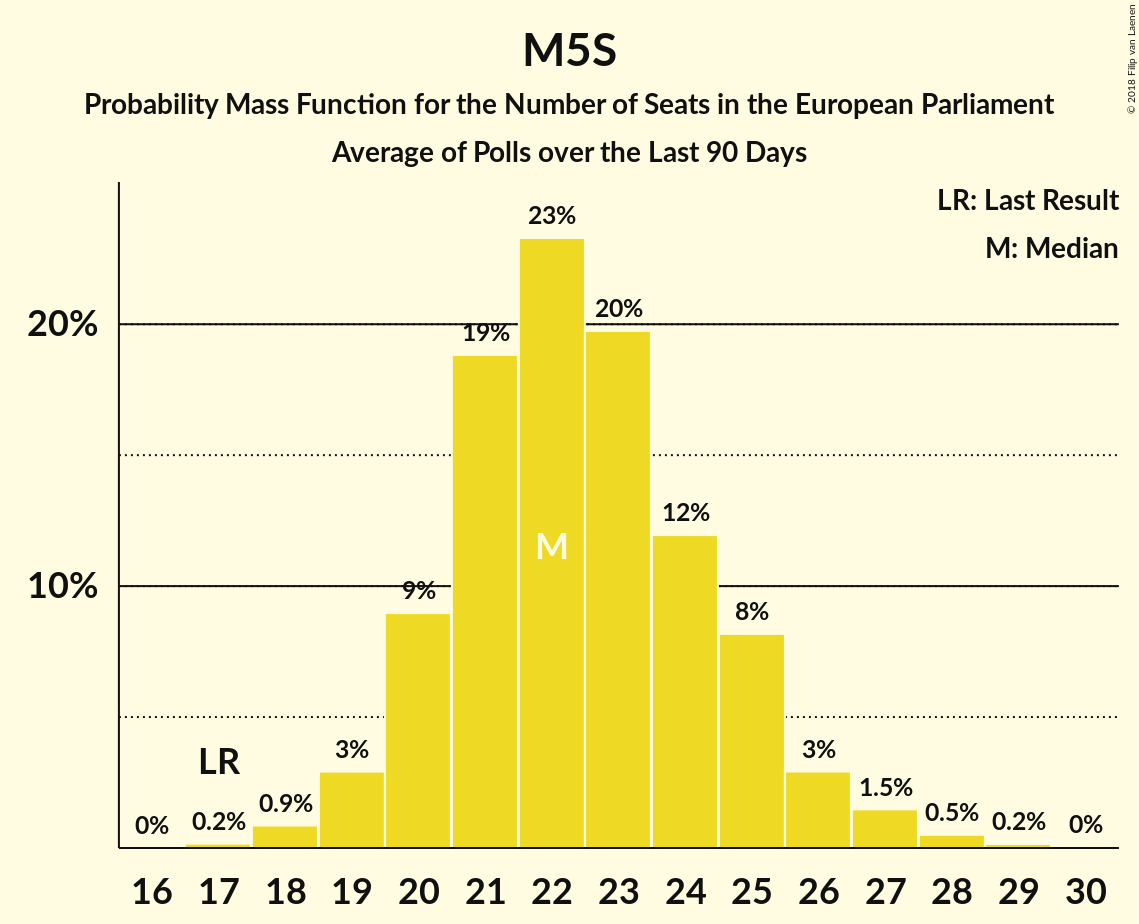 M5S
Probability Mass Function for the Number of Seats in the European Parliament
Average of Polls over the Last 90 Days
© 2018 Filip van Laenen
LR: Last Result
M: Median
20%
10%
0%
0.2%
0.9%
3%
9%
19%
23%
20%
12%
8%
3%
1.5%
0.5%
0.2%
0%
LR
M
16 17 18 19 20 21 22 23 24 25 26 27 28 29 30